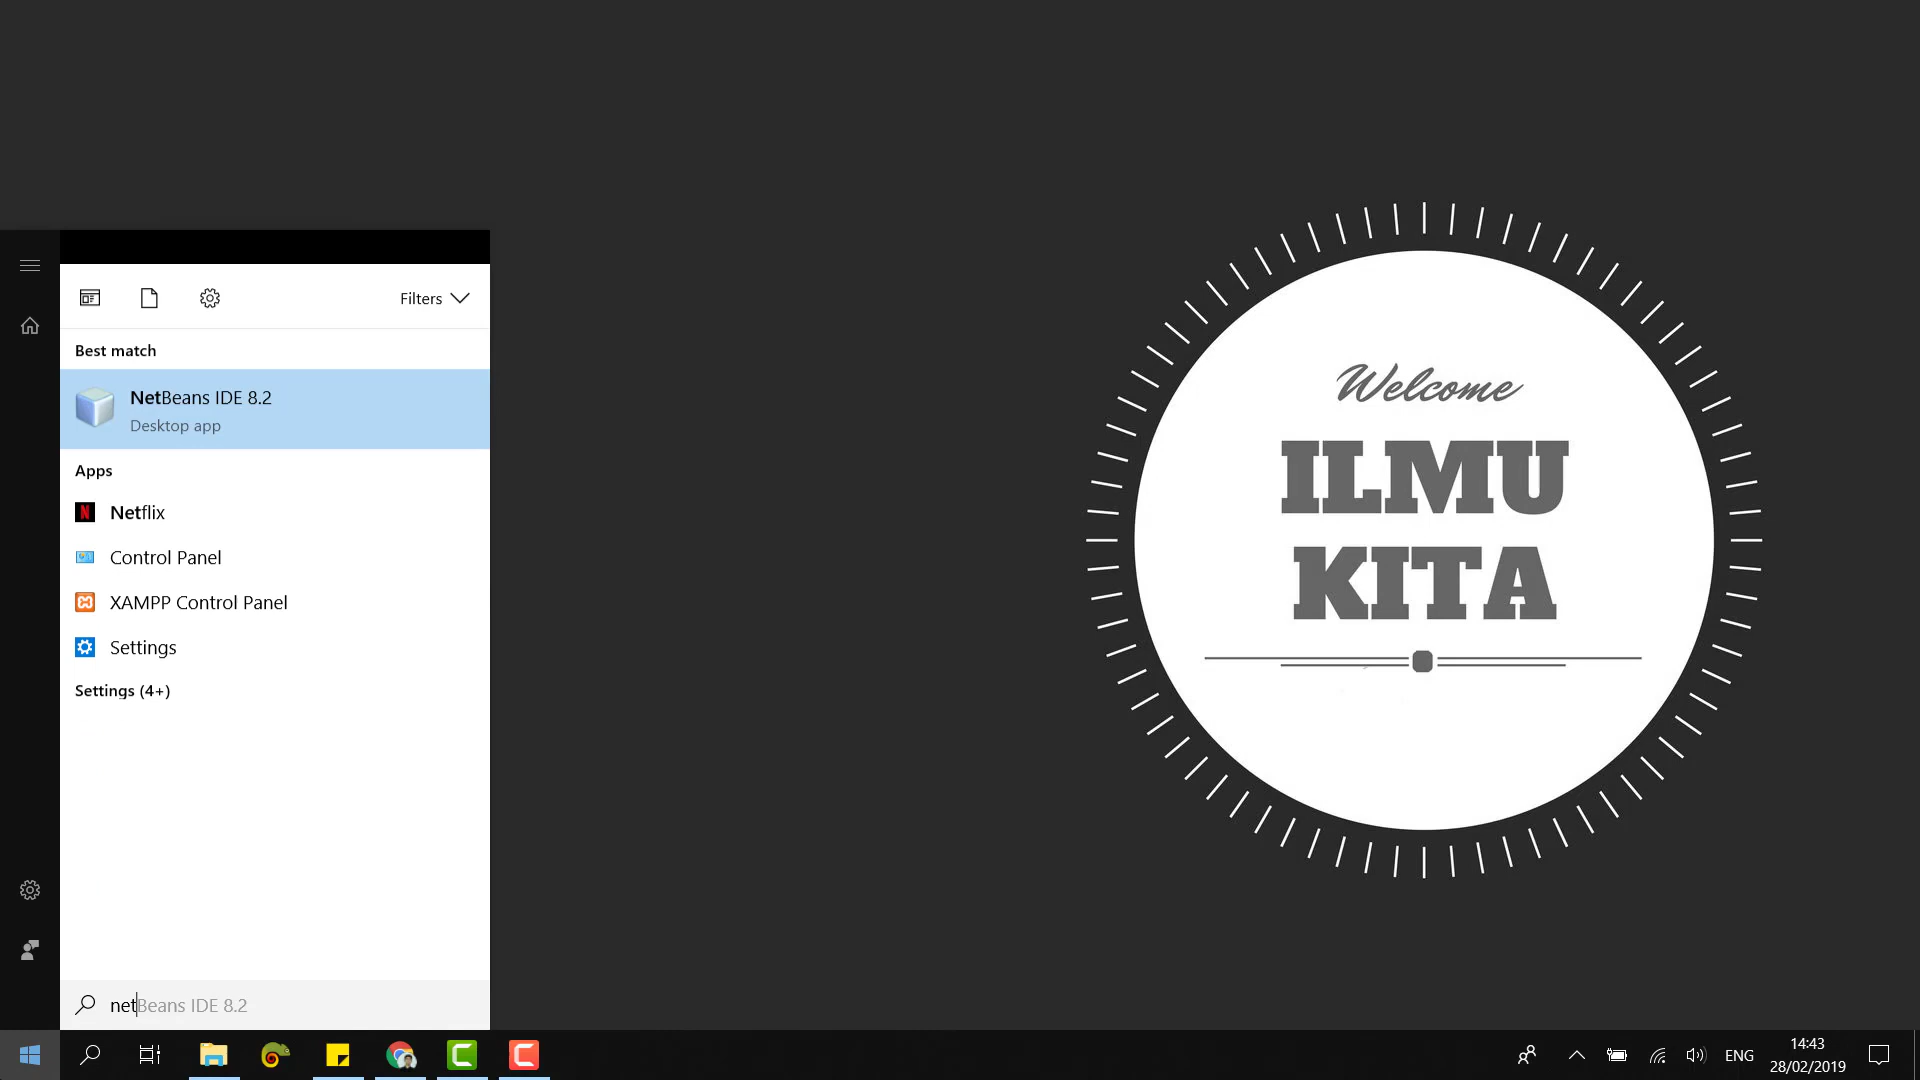 Filters
Best match
NetBeans IDE 8.2
Desktop app
Apps
Netflix
Control Panel
XAMPP Control Panel
Settings
Settings (4+)
netBeans IDE 8.2
Welcome
ILMU
KITA
ENG
14:43
28/02/2019